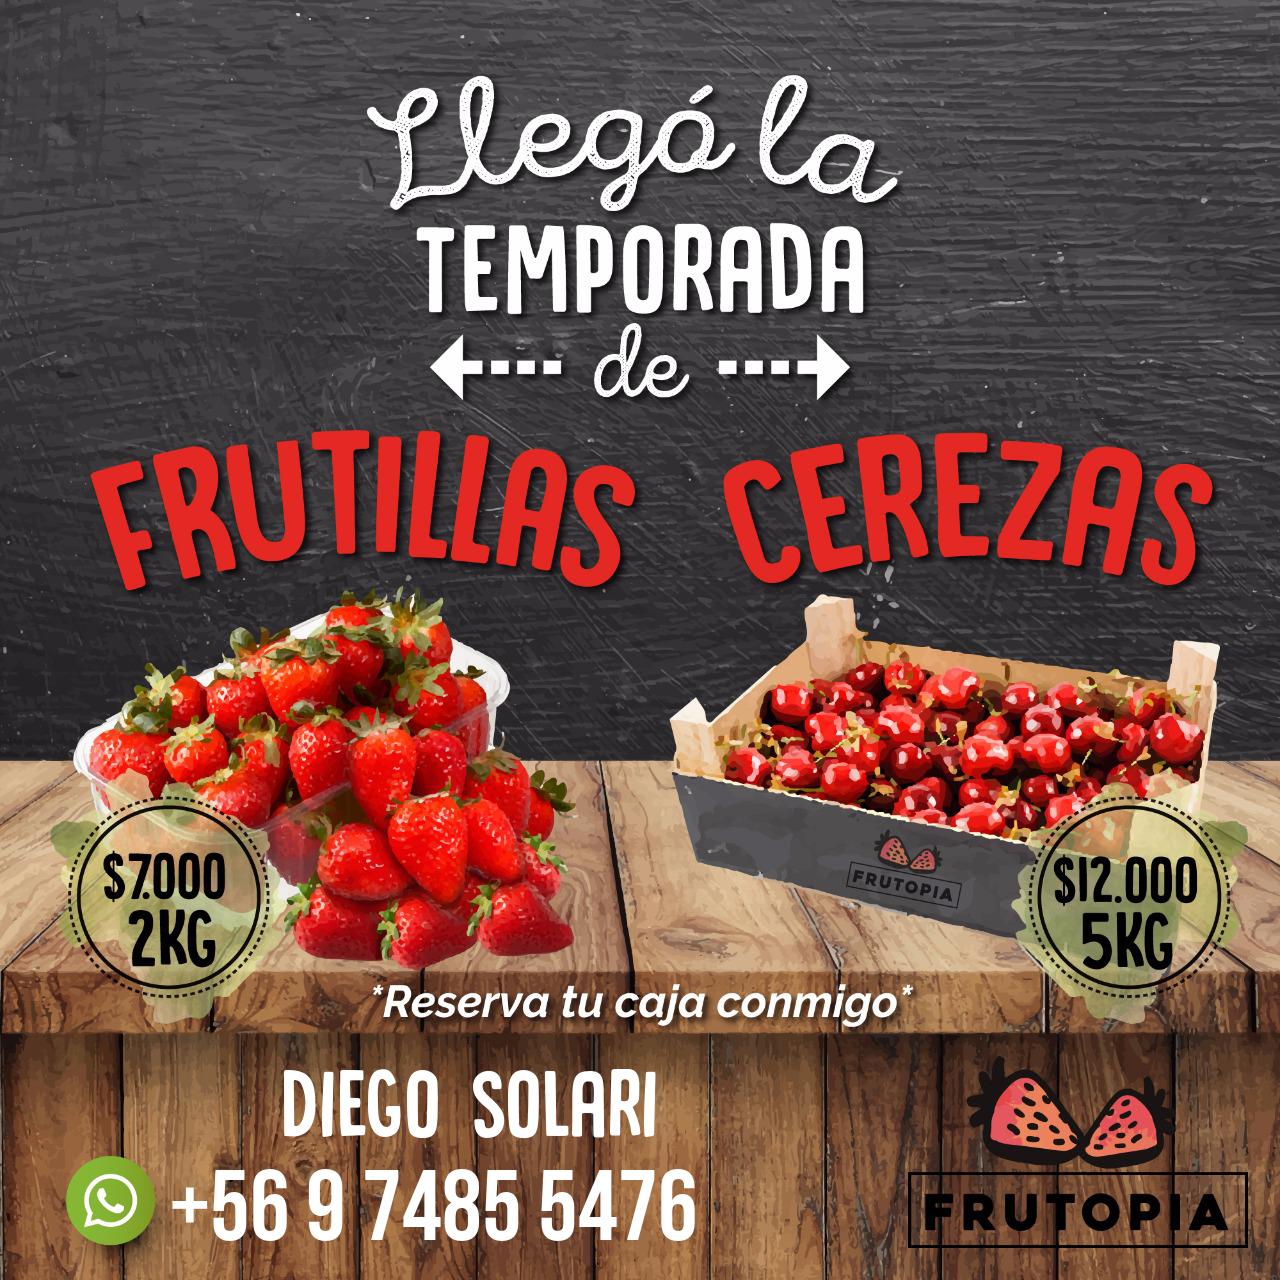 Llegó la
TEMPORADA
de
FRUTILLAS CEREZAS
FRUTOPIA
$7.000
2KG
$12.000
5KG
*Reserva tu caja conmigo*
DIEGO SOLARI
+56 9 7485 5476
FRUTOPIA